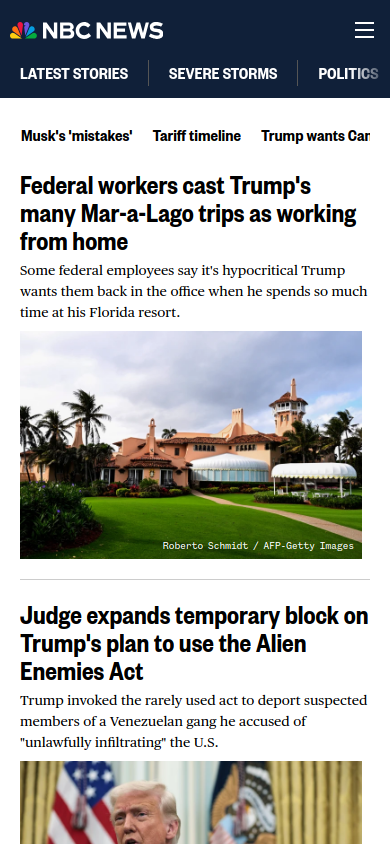 NBC NEWS
LATEST STORIES
SEVERE STORMS
POLITICS
Musk's 'mistakes'
Tariff timeline
Trump wants Can
Federal workers cast Trump's
many Mar-a-Lago trips as working
from home
Some federal employees say it's hypocritical Trump
wants them back in the office when he spends so much
time at his Florida resort.
Roberto Schmidt / AFP-Getty Images
Judge expands temporary block on
Trump's plan to use the Alien
Enemies Act
Trump invoked the rarely used act to deport suspected
members of a Venezuelan gang he accused of
"unlawfully infiltrating" the U.S.